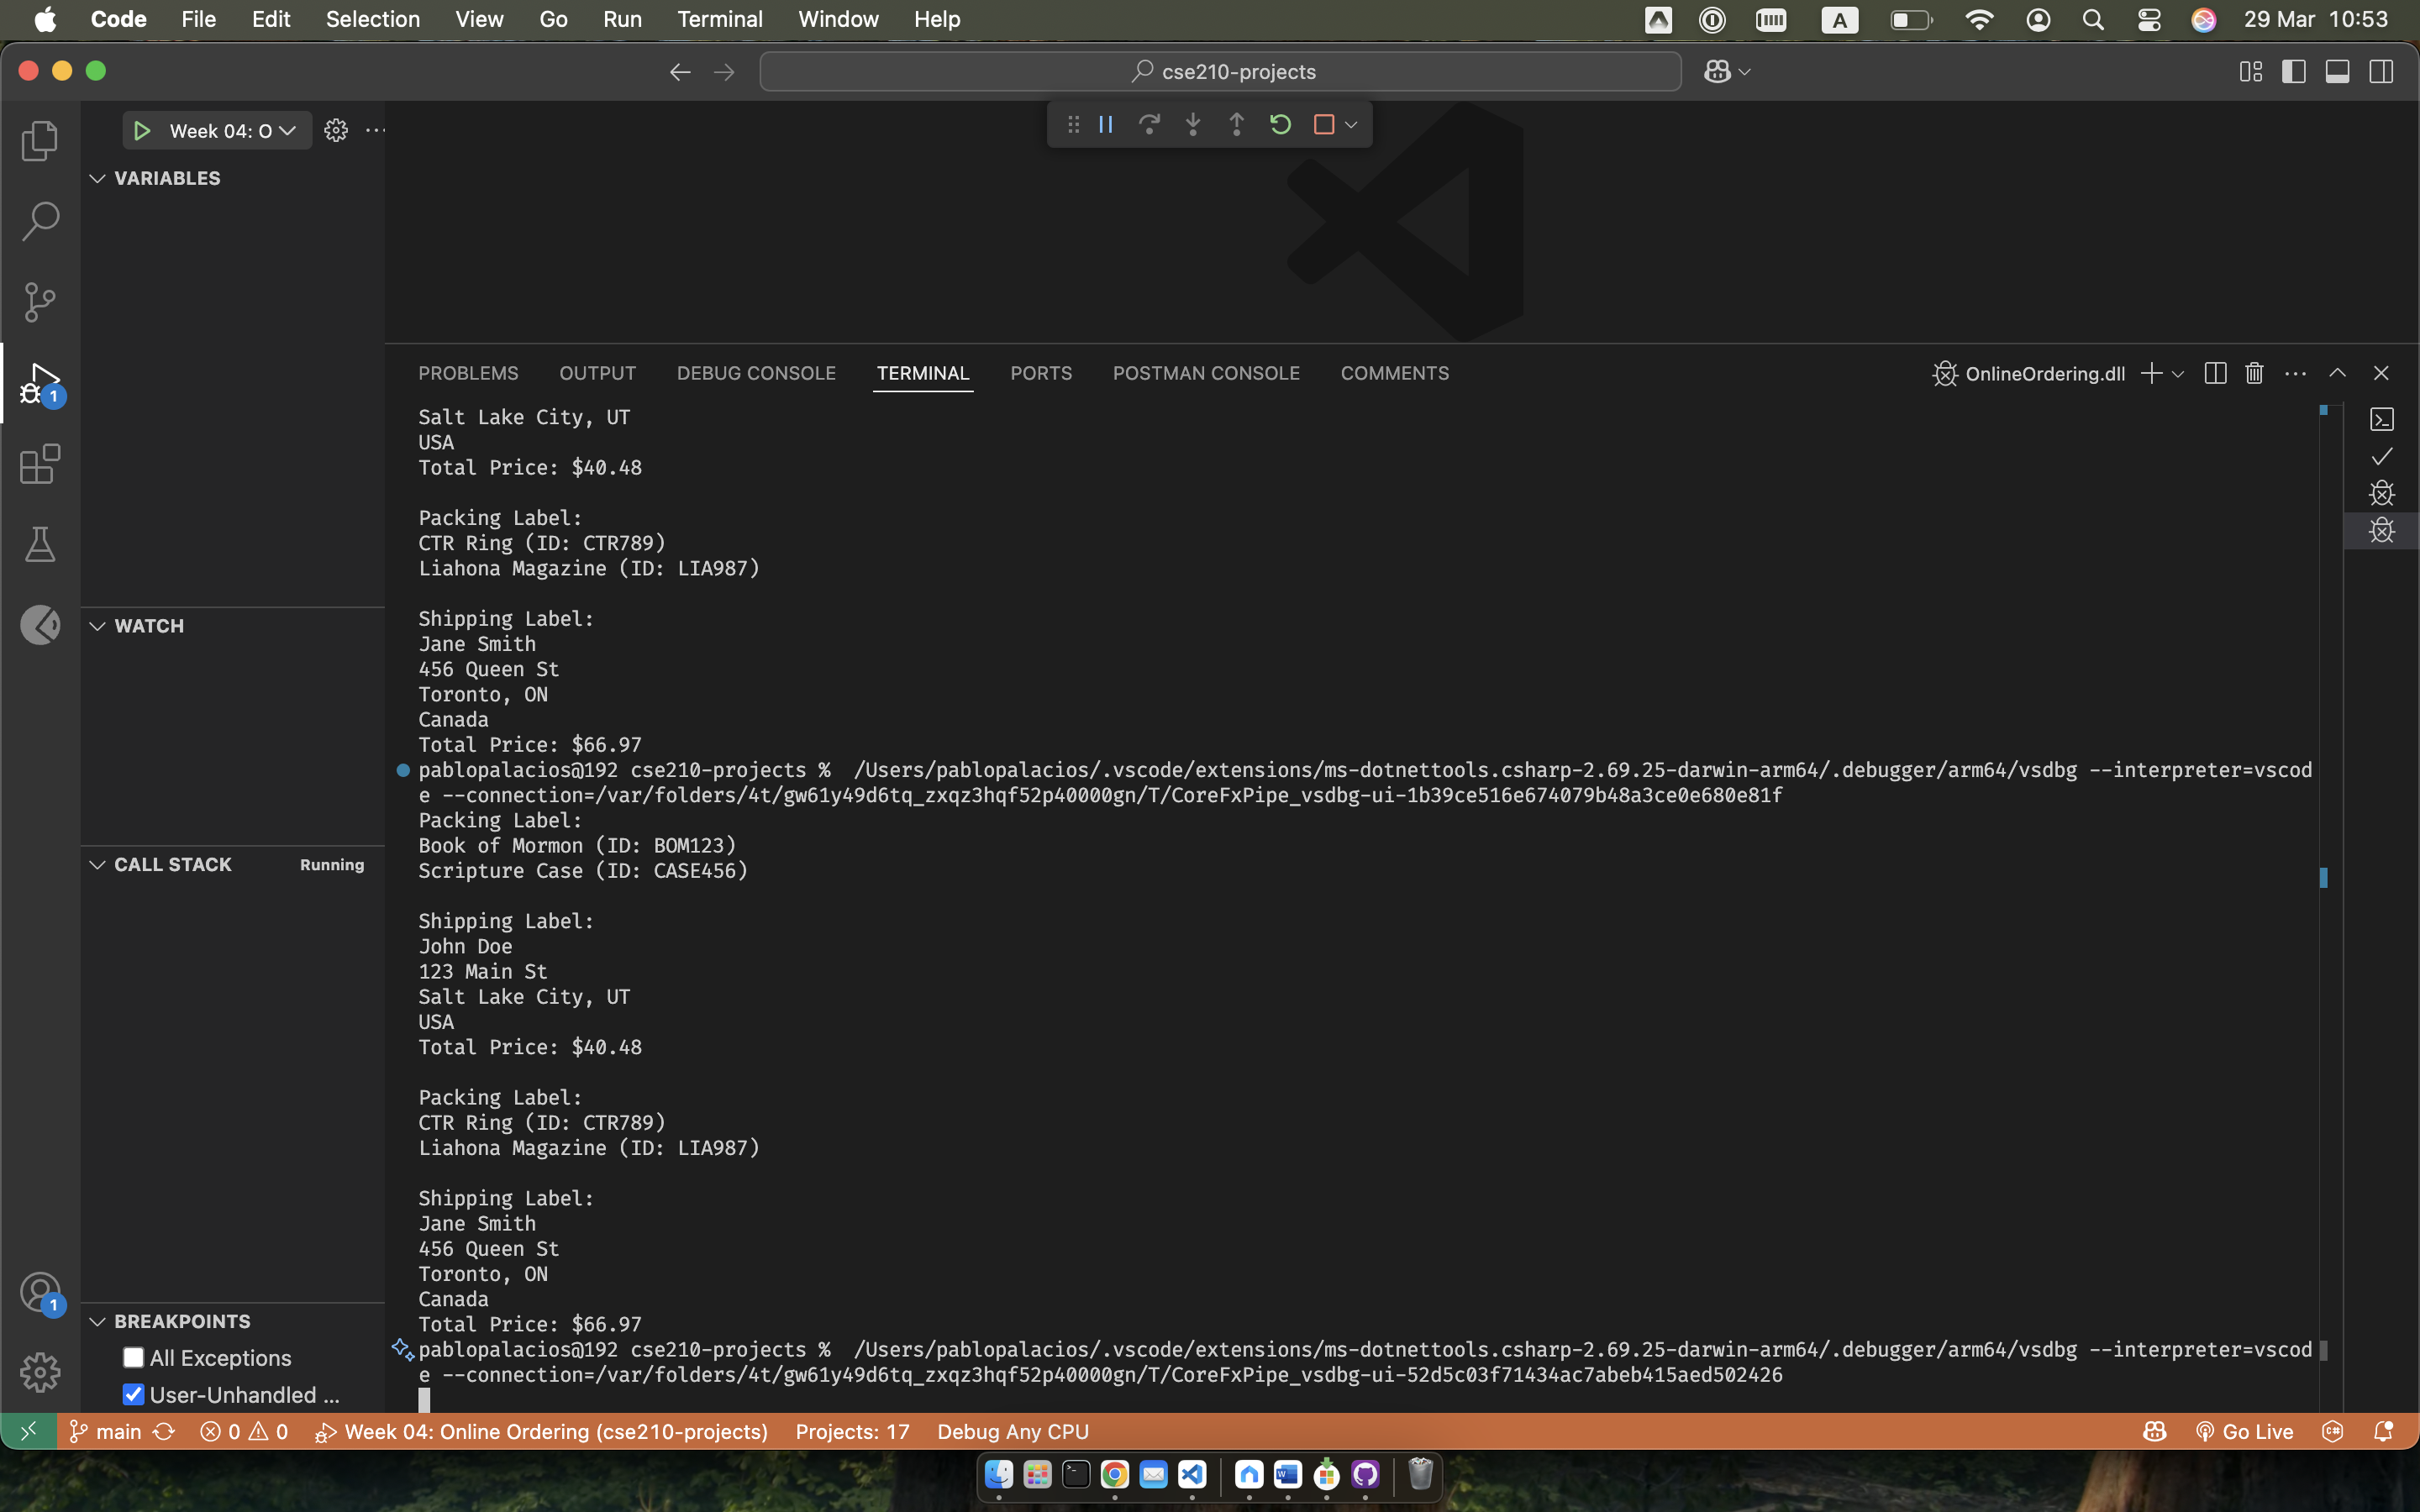 Code File Edit Selection View Go Run Terminal Window Help A 29 Mar 10:53
cse210-projects
Week 04: O
VARIABLES
WATCH
CALL STACK Running
BREAKPOINTS
All Exceptions
User-Unhandled ...
1
1
PROBLEMS OUTPUT DEBUG CONSOLE TERMINAL PORTS POSTMAN CONSOLE COMMENTS OnlineOrdering.dll
Salt Lake City, UT
USA
Total Price: $40.48
Packing Label:
CTR Ring (ID: CTR789)
Liahona Magazine (ID: LIA987)
Shipping Label:
Jane Smith
456 Queen St
Toronto, ON
Canada
Total Price: $66.97
pablopalacios@192 cse210-projects % /Users/pablopalacios/.vscode/extensions/ms-dotnettools.csharp-2.69.25-darwin-arm64/.debugger/arm64/vsdbg --interpreter=vscod
e --connection=/var/folders/4t/gw61y49d6tq_zxqz3hqf52p40000gn/T/CoreFxPipe_vsdbg-ui-1b39ce516e674079b48a3ce0e680e81f
Packing Label:
Book of Mormon (ID: BOM123)
Scripture Case (ID: CASE456)
Shipping Label:
John Doe
123 Main St
Salt Lake City, UT
USA
Total Price: $40.48
Packing Label:
CTR Ring (ID: CTR789)
Liahona Magazine (ID: LIA987)
Shipping Label:
Jane Smith
456 Queen St
Toronto, ON
Canada
Total Price: $66.97
pablopalacios@192 cse210-projects % /Users/pablopalacios/.vscode/extensions/ms-dotnettools.csharp-2.69.25-darwin-arm64/.debugger/arm64/vsdbg --interpreter=vscod
e --connection=/var/folders/4t/gw61y49d6tq_zxqz3hqf52p40000gn/T/CoreFxPipe_vsdbg-ui-52d5c03f71434ac7abeb415aed502426
main 0 0 Week 04: Online Ordering (cse210-projects) Projects: 17 Debug Any CPU Go Live